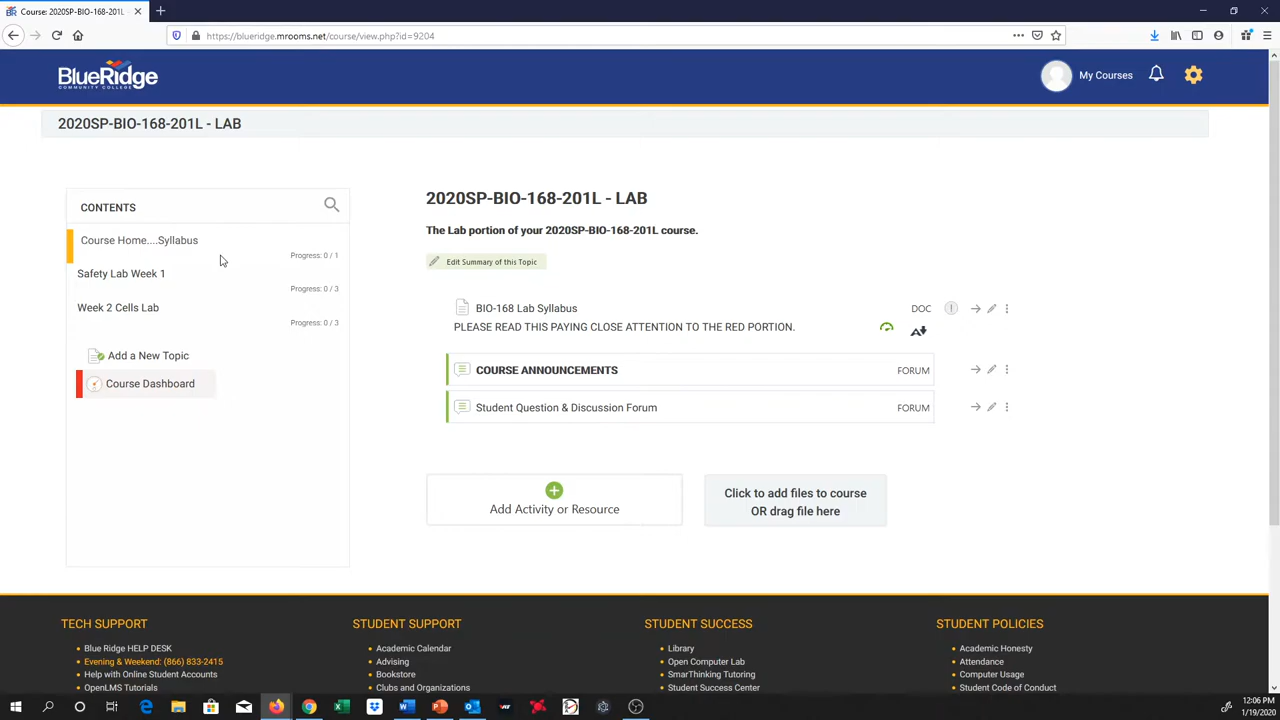 Course: 2020SP-BIO-168-201L - L
https://blueridge.mrooms.net/course/view.php?id=9204
BlueRidge
COMMUNITY COLLEGE
My Courses
2020SP-BIO-168-201L - LAB
CONTENTS
Course Home....Syllabus
Progress: 0 / 1
Safety Lab Week 1
Progress: 0 / 3
Week 2 Cells Lab
Progress: 0 / 3
Add a New Topic
Course Dashboard
2020SP-BIO-168-201L - LAB
The Lab portion of your 2020SP-BIO-168-201L course.
Edit Summary of this Topic
BIO-168 Lab Syllabus DOC
PLEASE READ THIS PAYING CLOSE ATTENTION TO THE RED PORTION.
COURSE ANNOUNCEMENTS FORUM
Student Question & Discussion Forum FORUM
Add Activity or Resource
Click to add files to course
OR drag file here
TECH SUPPORT
Blue Ridge HELP DESK
Evening & Weekend: (866) 833-2415
Help with Online Student Accounts
OpenLMS Tutorials
STUDENT SUPPORT
Academic Calendar
Advising
Bookstore
Clubs and Organizations
STUDENT SUCCESS
Library
Open Computer Lab
SmarThinking Tutoring
Student Success Center
STUDENT POLICIES
Academic Honesty
Attendance
Computer Usage
Student Code of Conduct
12:06 PM
1/19/2020